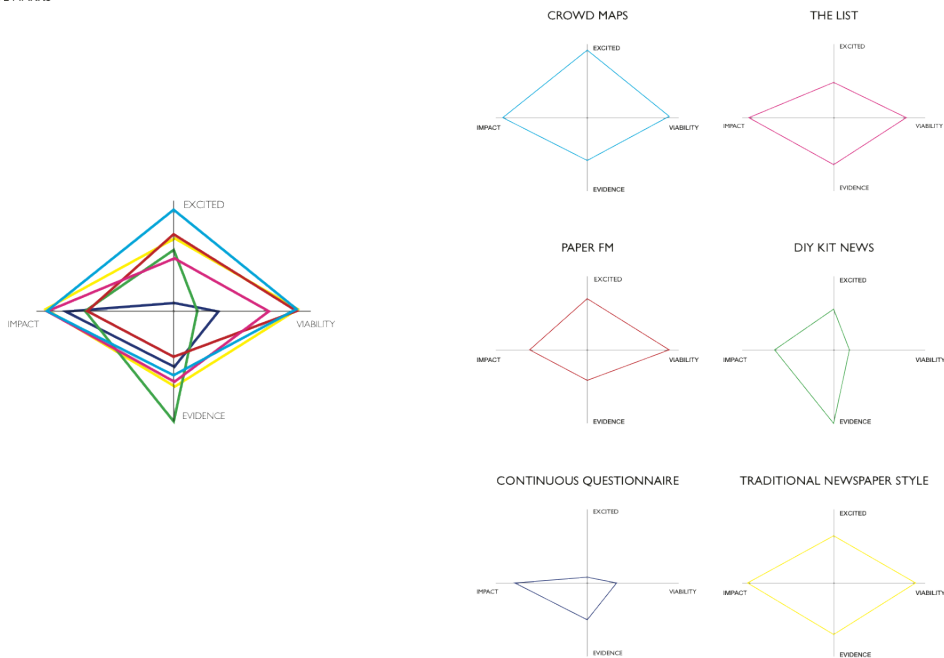 CROWD MAPS
EXCITED
IMPACT
VIABILITY
EVIDENCE
THE LIST
EXCITED
IMPACT
VIABILITY
EVIDENCE
EXCITED
IMPACT
VIABILITY
EVIDENCE
PAPER FM
EXCITED
IMPACT
VIABILITY
EVIDENCE
DIY KIT NEWS
EXCITED
IMPACT
VIABILITY
EVIDENCE
CONTINUOUS QUESTIONNAIRE
EXCITED
IMPACT
VIABILITY
EVIDENCE
TRADITIONAL NEWSPAPER STYLE
EXCITED
IMPACT
VIABILITY
EVIDENCE